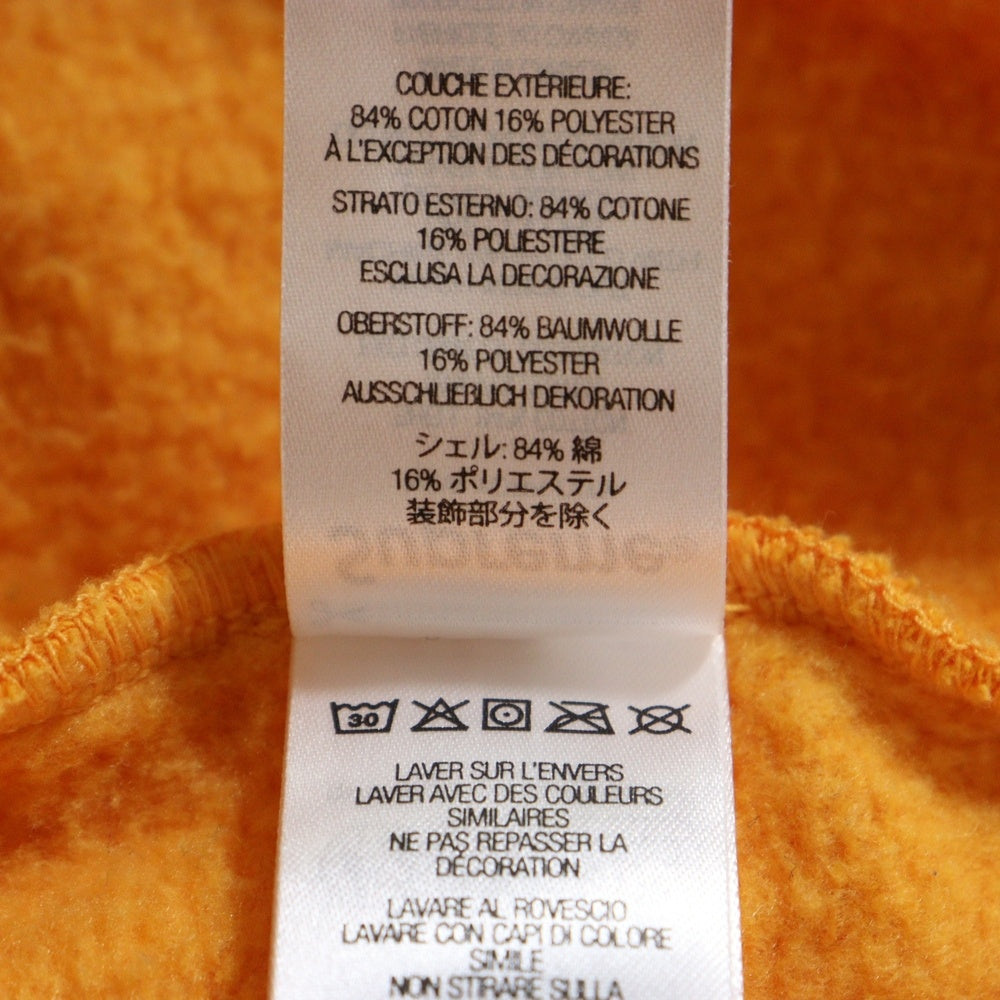 COUCHE EXTÉRIEURE:
84% COTON 16% POLYESTER
À L'EXCEPTION DES DÉCORATIONS
STRATO ESTERNO: 84% COTONE
16% POLIESTERE
ESCLUSA LA DECORAZIONE
OBERSTOFF: 84% BAUMWOLLE
16% POLYESTER
AUSSCHLIEßLICH DEKORATION
シェル: 84% 綿
16% ポリエステル
装飾部分を除く
Supreme
30
LAVER SUR L'ENVERS
LAVER AVEC DES COULEURS
SIMILAIRES
NE PAS REPASSER LA
DÉCORATION
LAVARE AL ROVESCIO
LAVARE CON CAPI DI COLORE
SIMILE
NON STIRARE SULLA